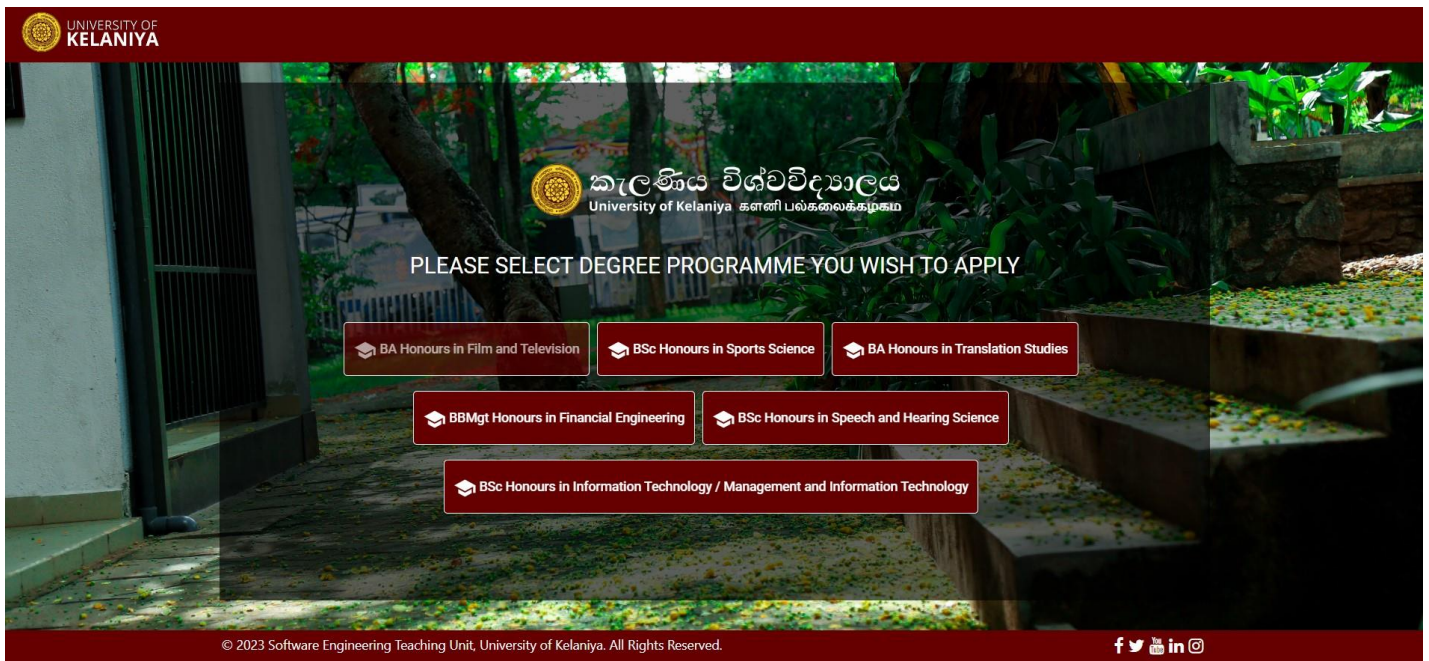 UNIVERSITY OF
KELANIYA
කැලණිය විශ්වවිද්‍යාලය
University of Kelaniya களனி பல்கலைக்கழகம
PLEASE SELECT DEGREE PROGRAMME YOU WISH TO APPLY
BA Honours in Film and Television BSc Honours in Sports Science BA Honours in Translation Studies
BBMgt Honours in Financial Engineering BSc Honours in Speech and Hearing Science
BSc Honours in Information Technology / Management and Information Technology
© 2023 Software Engineering Teaching Unit, University of Kelaniya. All Rights Reserved.